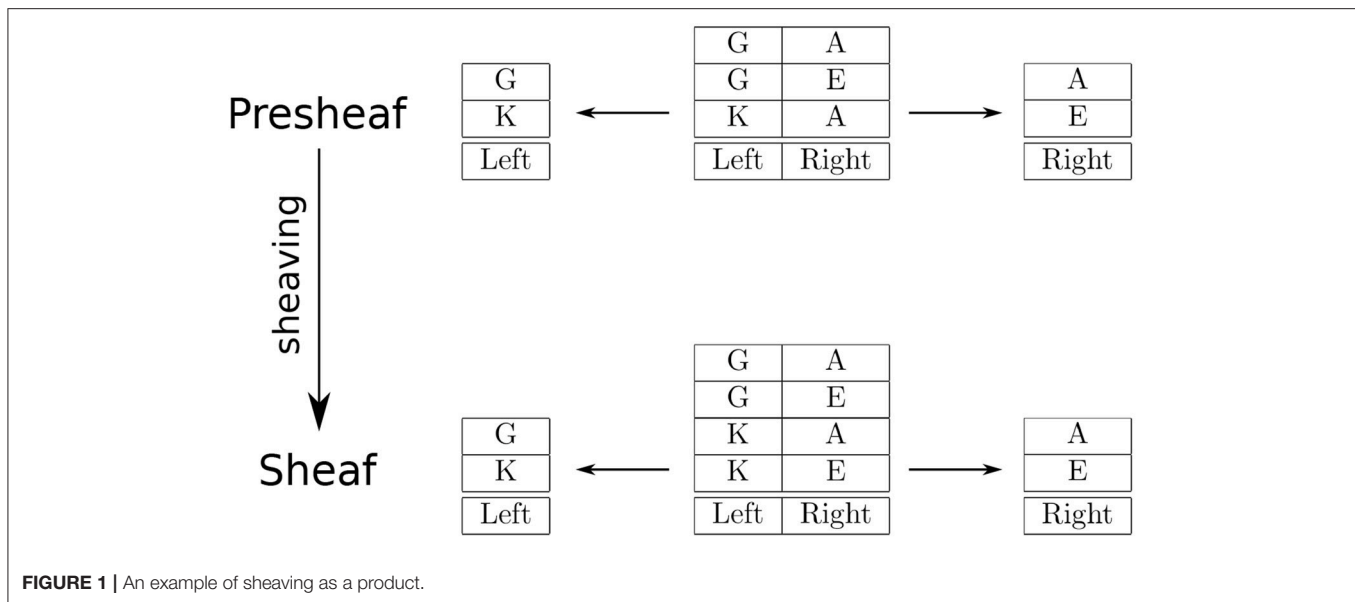 G A
G G E A
Presheaf K K A E
Left Left Right Right
sheaving
G A
G E
G K A A
Sheaf K K E E
Left Left Right Right
FIGURE 1 | An example of sheaving as a product.